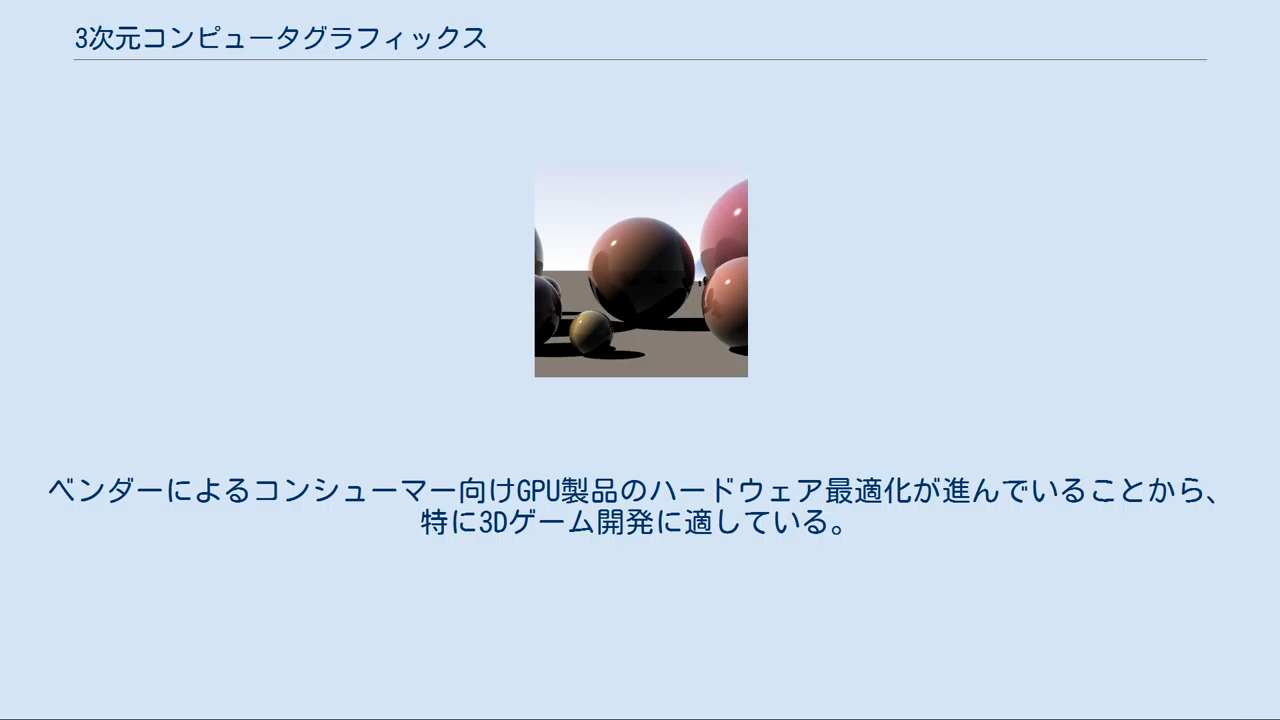 3次元コンピュータグラフィックス
ベンダーによるコンシューマー向けGPU製品のハードウェア最適化が進んでいることから、
特に3Dゲーム開発に適している。